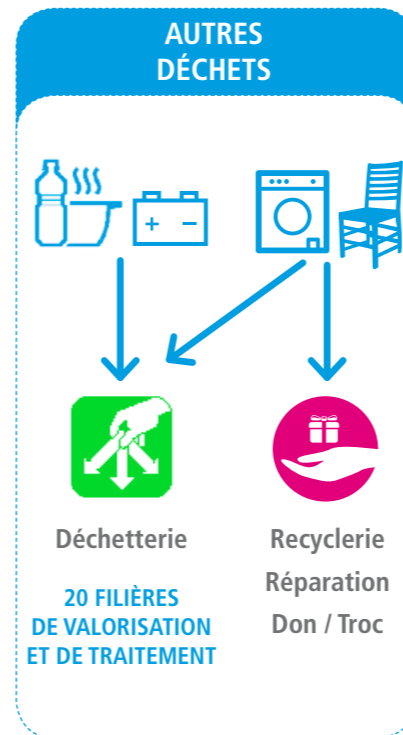 AUTRES
DÉCHETS
+ −
Déchetterie
20 FILIÈRES
DE VALORISATION
ET DE TRAITEMENT
Recyclerie
Réparation
Don / Troc